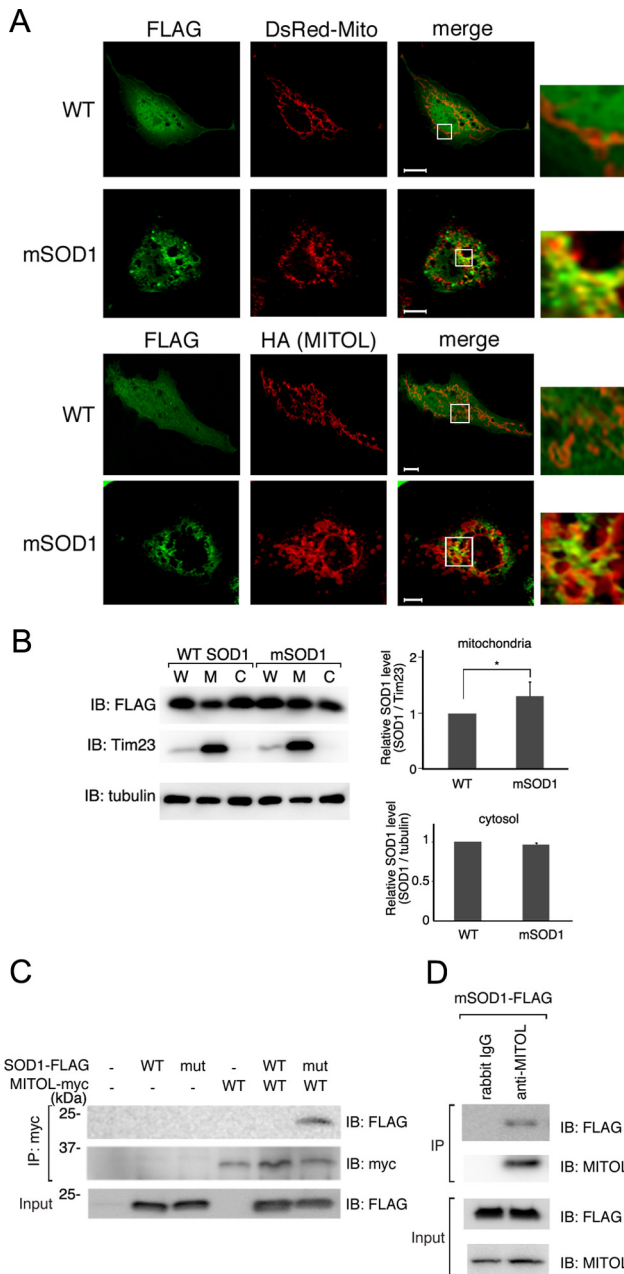 A
FLAG DsRed-Mito merge
WT
mSOD1
FLAG HA (MITOL) merge
WT
mSOD1
B
WT SOD1 mSOD1
W M C W M C
IB: FLAG
IB: Tim23
IB: tubulin
mitochondria
Relative SOD1 level
(SOD1 / Tim23)
2
1
0
*
WT mSOD1
cytosol
Relative SOD1 level
(SOD1 / tubulin)
1
0.5
0
WT mSOD1
C
SOD1-FLAG - WT mut - WT mut
MITOL-myc - - - WT WT WT
(kDa)
IP: myc
25-
IB: FLAG
37-
IB: myc
Input 25-
IB: FLAG
D
mSOD1-FLAG
rabbit IgG
anti-MITOL
IP
IB: FLAG
IB: MITOL
Input
IB: FLAG
IB: MITOL